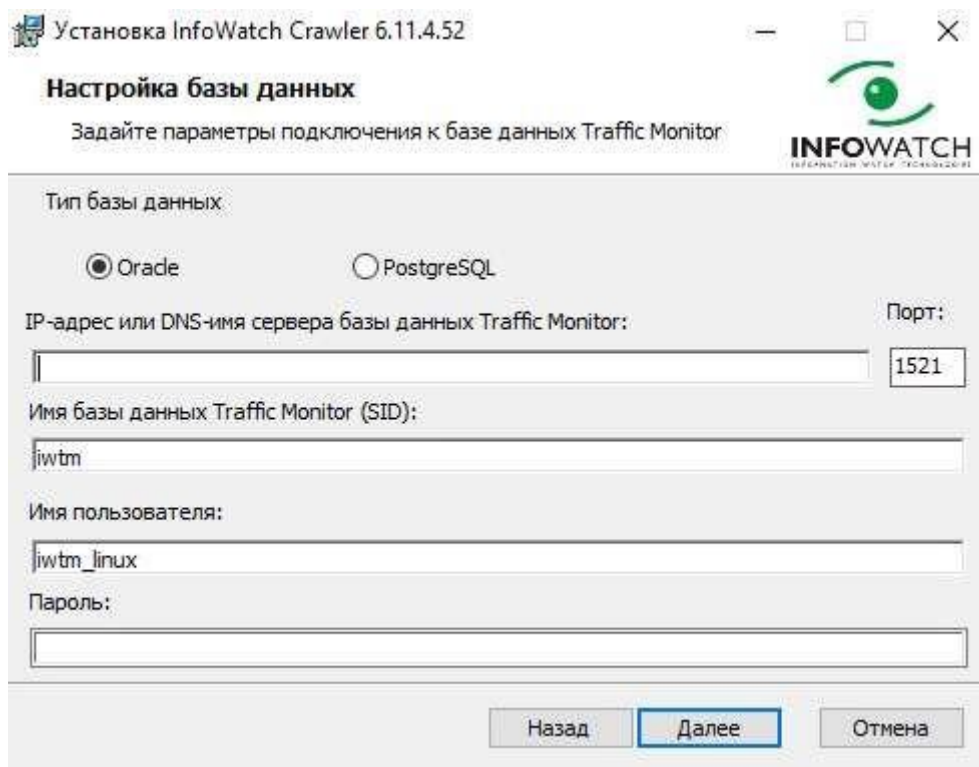 Установка InfoWatch Crawler 6.11.4.52
Настройка базы данных
Задайте параметры подключения к базе данных Traffic Monitor
INFOWATCH
Тип базы данных
Oracle
PostgreSQL
IP-адрес или DNS-имя сервера базы данных Traffic Monitor:
Порт:
1521
Имя базы данных Traffic Monitor (SID):
iwtm
Имя пользователя:
iwtm_linux
Пароль:
Назад
Далее
Отмена